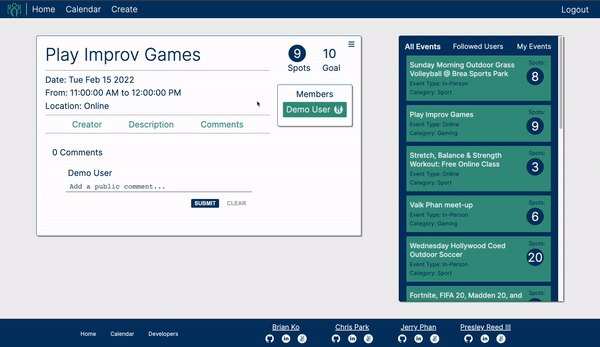 Home Calendar Create Logout
Play Improv Games
9 Spots
10 Goal
Date: Tue Feb 15 2022
From: 11:00:00 AM to 12:00:00 PM
Location: Online
Members
Demo User
Creator Description Comments
0 Comments
Demo User
Add a public comment...
SUBMIT CLEAR
All Events Followed Users My Events
Sunday Morning Outdoor Grass
Volleyball @ Brea Sports Park
Event Type: In-Person
Category: Sport
Spots:
8
Play Improv Games
Event Type: Online
Category: Gaming
Spots:
9
Stretch, Balance & Strength
Workout: Free Online Class
Event Type: Online
Category: Sport
Spots:
3
Valk Phan meet-up
Event Type: In-Person
Category: Gaming
Spots:
6
Wednesday Hollywood Coed
Outdoor Soccer
Event Type: In-Person
Category: Sport
Spots:
20
Fortnite, FIFA 20, Madden 20, and
Spots:
Home Calendar Developers
Brian Ko Chris Park Jerry Phan Presley Reed III